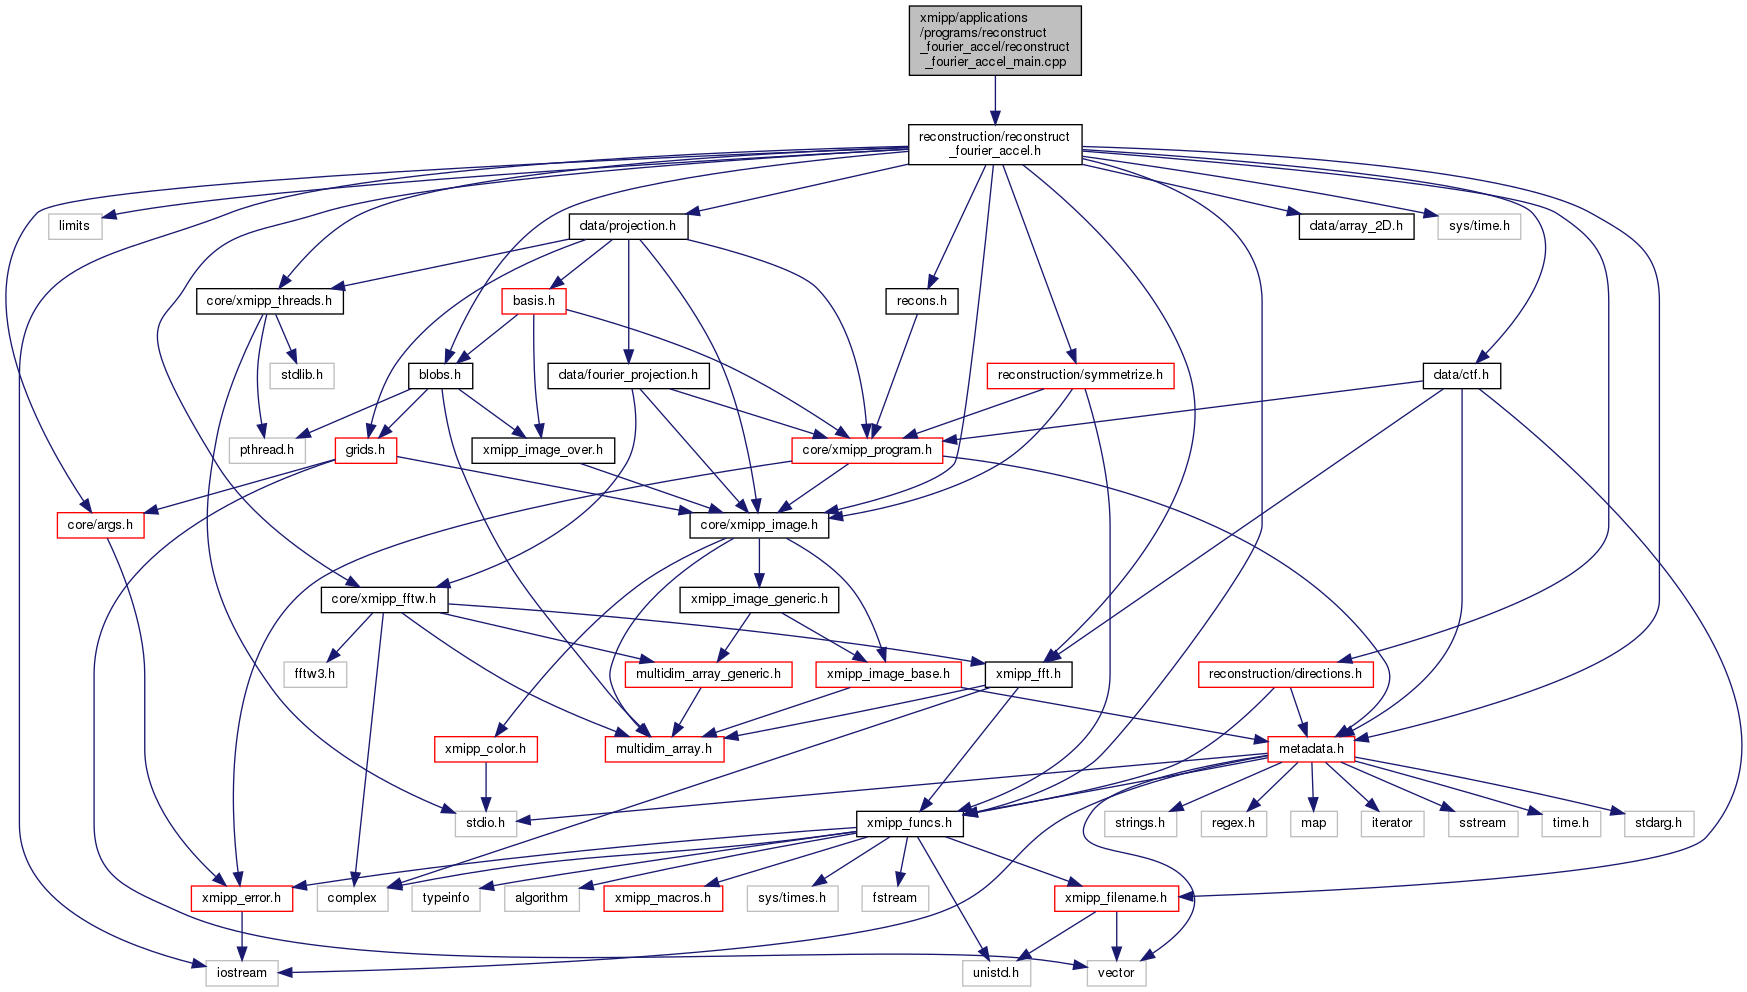 xmipp/applications
/programs/reconstruct
_fourier_accel/reconstruct
_fourier_accel_main.cpp
reconstruction/reconstruct
_fourier_accel.h
limits
data/projection.h
data/array_2D.h
sys/time.h
core/xmipp_threads.h
basis.h
recons.h
stdlib.h
blobs.h
data/fourier_projection.h
reconstruction/symmetrize.h
data/ctf.h
pthread.h
grids.h
xmipp_image_over.h
core/xmipp_program.h
core/args.h
core/xmipp_image.h
core/xmipp_fftw.h
xmipp_image_generic.h
fftw3.h
multidim_array_generic.h
xmipp_image_base.h
xmipp_fft.h
reconstruction/directions.h
xmipp_color.h
multidim_array.h
metadata.h
stdio.h
xmipp_funcs.h
strings.h
regex.h
map
iterator
sstream
time.h
stdarg.h
xmipp_error.h
complex
typeinfo
algorithm
xmipp_macros.h
sys/times.h
fstream
xmipp_filename.h
iostream
unistd.h
vector